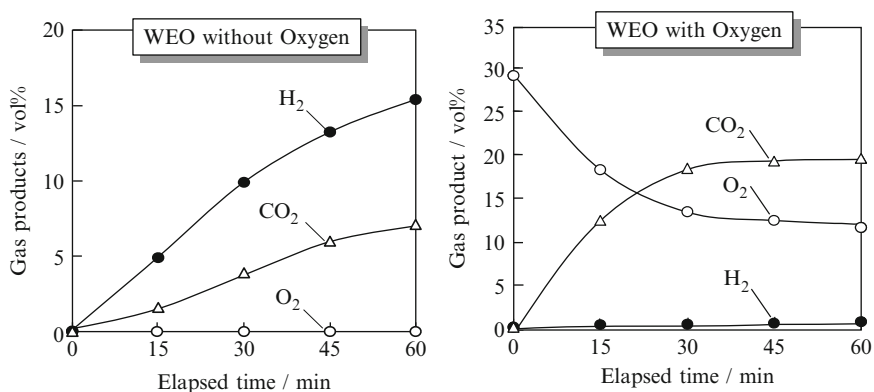 WEO without Oxygen
Gas products / vol%
20
15
10
5
0
H₂
CO₂
O₂
0 15 30 45 60
Elapsed time / min
WEO with Oxygen
Gas product / vol%
35
30
25
20
15
10
5
0
CO₂
O₂
H₂
0 15 30 45 60
Elapsed time / min